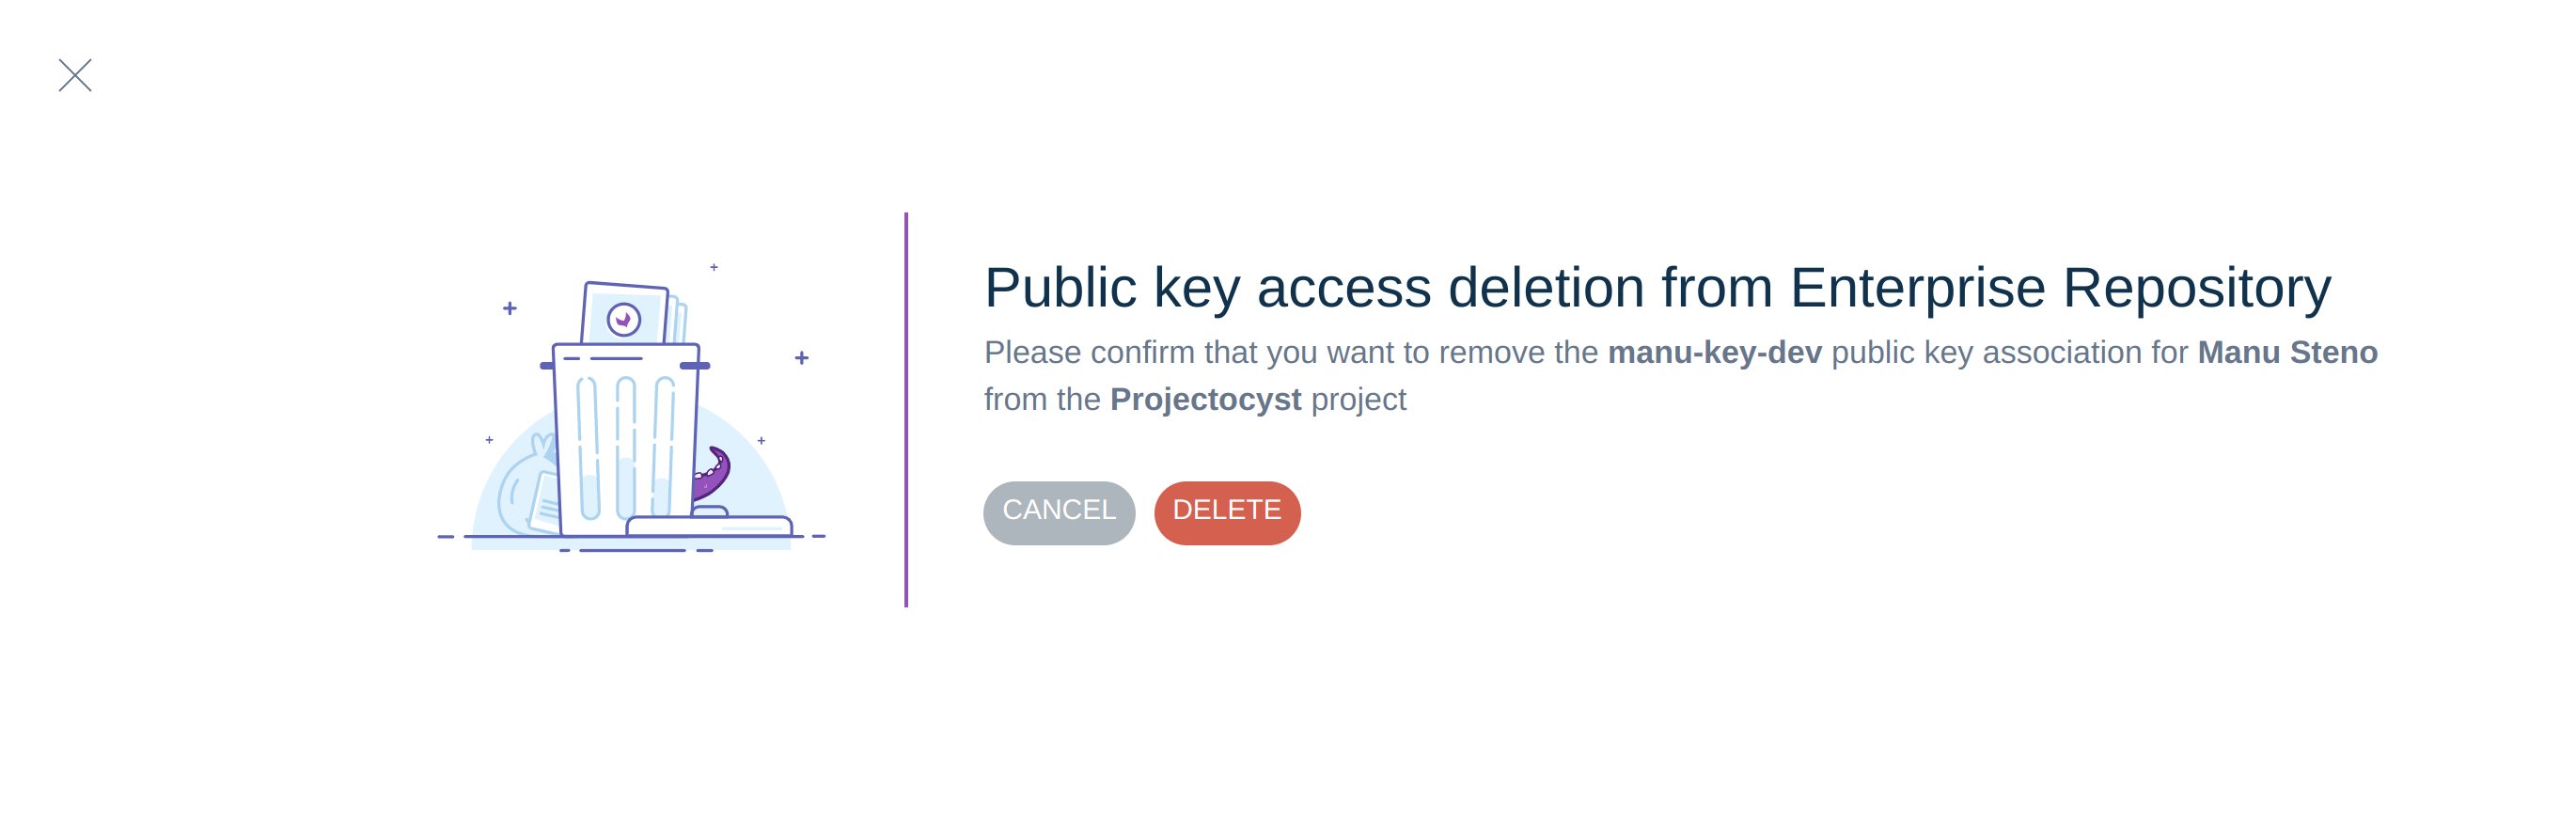 Public key access deletion from Enterprise Repository
Please confirm that you want to remove the manu-key-dev public key association for Manu Steno
from the Projectocyst project
CANCEL
DELETE